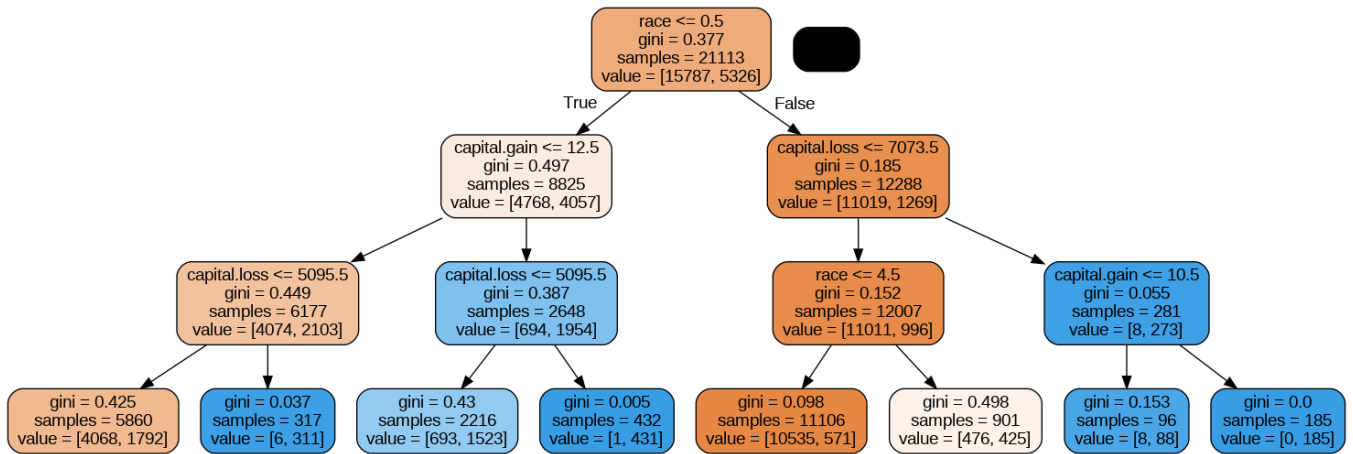 race <= 0.5
gini = 0.377
samples = 21113
value = [15787, 5326]
True
False
capital.gain <= 12.5
gini = 0.497
samples = 8825
value = [4768, 4057]
capital.loss <= 7073.5
gini = 0.185
samples = 12288
value = [11019, 1269]
capital.loss <= 5095.5
gini = 0.449
samples = 6177
value = [4074, 2103]
capital.loss <= 5095.5
gini = 0.387
samples = 2648
value = [694, 1954]
race <= 4.5
gini = 0.152
samples = 12007
value = [11011, 996]
capital.gain <= 10.5
gini = 0.055
samples = 281
value = [8, 273]
gini = 0.425
samples = 5860
value = [4068, 1792]
gini = 0.037
samples = 317
value = [6, 311]
gini = 0.43
samples = 2216
value = [693, 1523]
gini = 0.005
samples = 432
value = [1, 431]
gini = 0.098
samples = 11106
value = [10535, 571]
gini = 0.498
samples = 901
value = [476, 425]
gini = 0.153
samples = 96
value = [8, 88]
gini = 0.0
samples = 185
value = [0, 185]